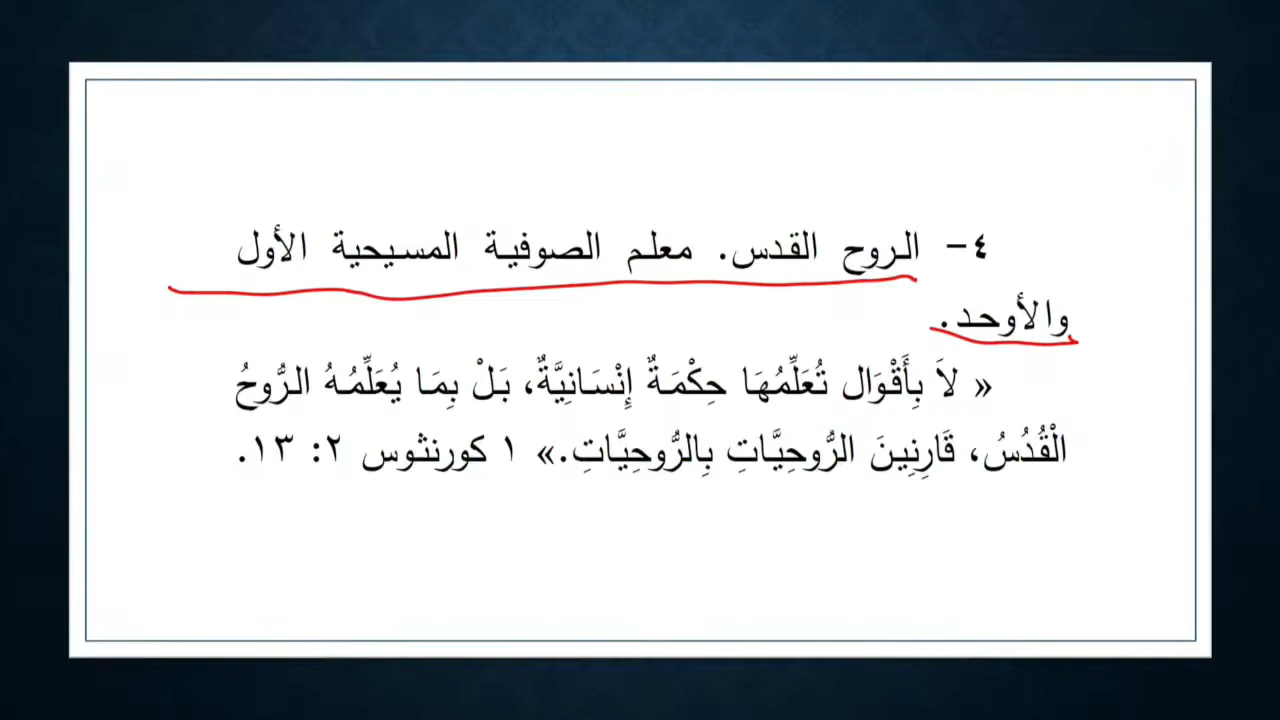 ٤- الروح القدس. معلم الصوفية المسيحية الأول
والأوحد.
« لاَ بِأَقْوَال تُعَلِّمُهَا حِكْمَةٌ إِنْسَانِيَّةٌ، بَلْ بِمَا يُعَلِّمُهُ الرُّوحُ
الْقُدُسُ، قَارِنِينَ الرُّوحِيَّاتِ بِالرُّوحِيَّاتِ.» ١ كورنثوس ٢: ١٣.